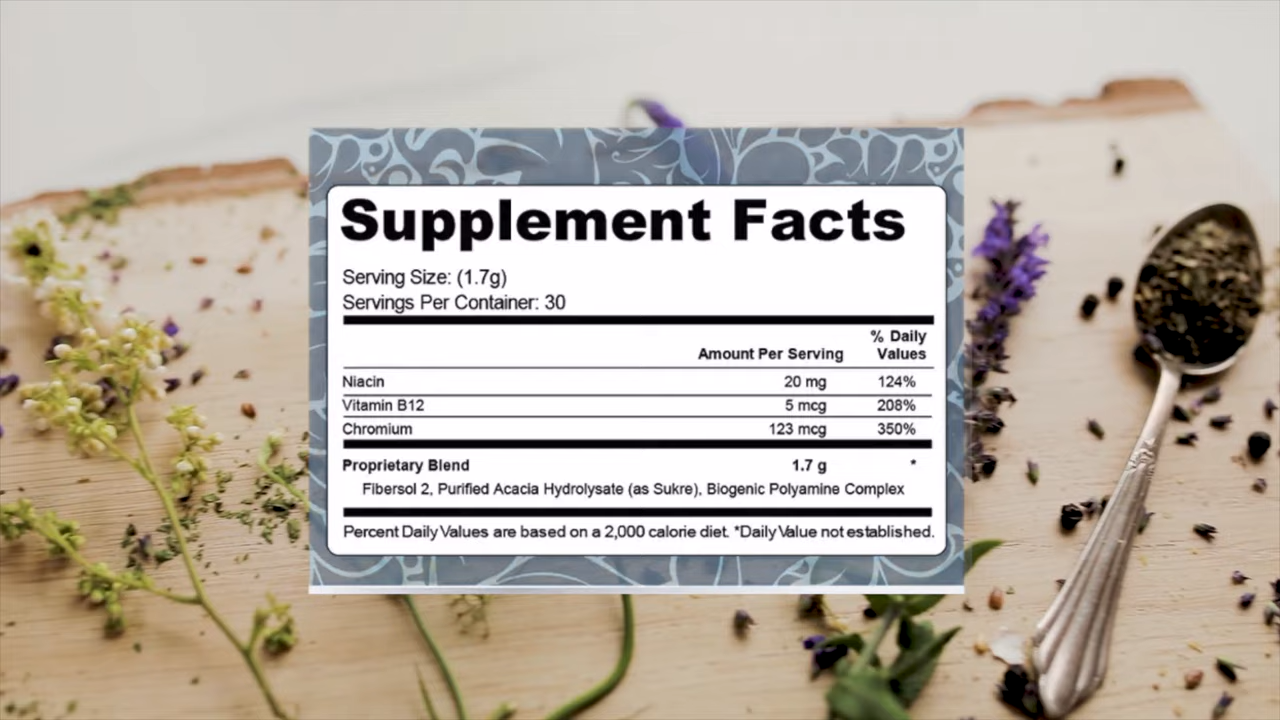 Supplement Facts
Serving Size: (1.7g)
Servings Per Container: 30
% Daily
Amount Per Serving Values
Niacin 20 mg 124%
Vitamin B12 5 mcg 208%
Chromium 123 mcg 350%
Proprietary Blend 1.7 g *
Fibersol 2, Purified Acacia Hydrolysate (as Sukre), Biogenic Polyamine Complex
Percent Daily Values are based on a 2,000 calorie diet. *Daily Value not established.